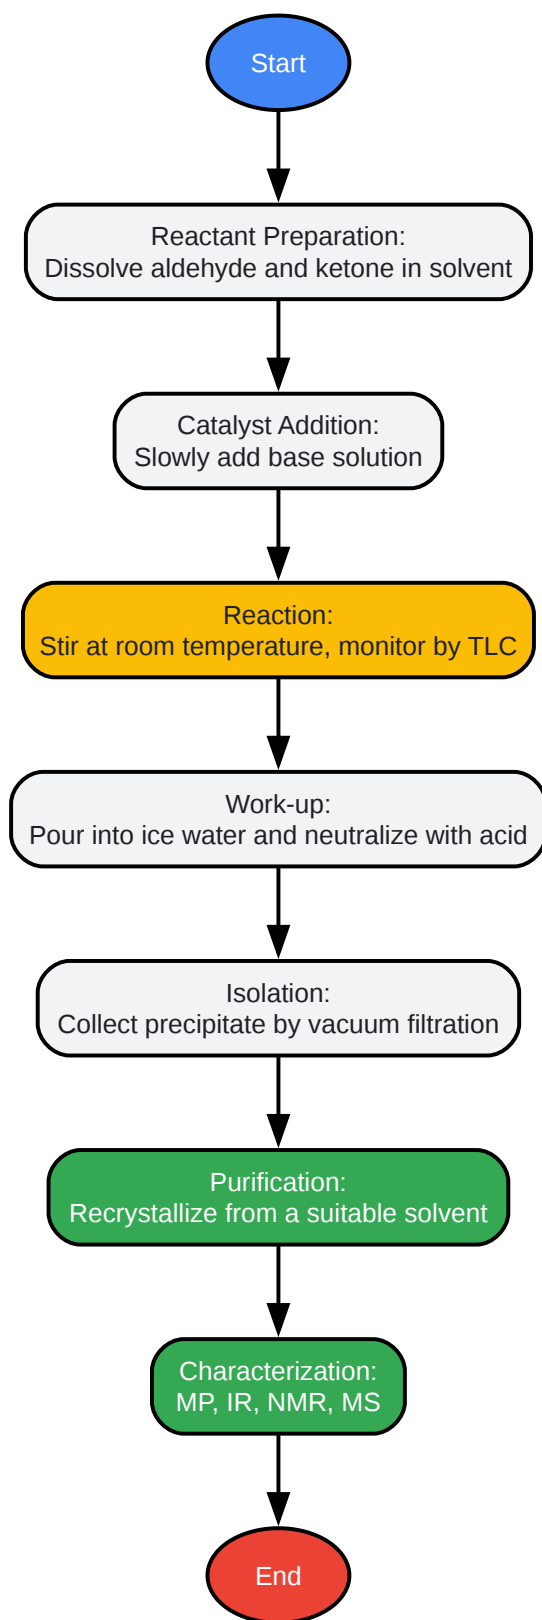 Start
Reactant Preparation:
Dissolve aldehyde and ketone in solvent
Catalyst Addition:
Slowly add base solution
Reaction:
Stir at room temperature, monitor by TLC
Work-up:
Pour into ice water and neutralize with acid
Isolation:
Collect precipitate by vacuum filtration
Purification:
Recrystallize from a suitable solvent
Characterization:
MP, IR, NMR, MS
End